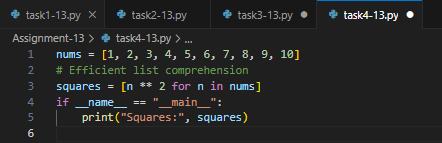 task1-13.py
task2-13.py
task3-13.py
task4-13.py
Assignment-13 > task4-13.py > ...
1 nums = [1, 2, 3, 4, 5, 6, 7, 8, 9, 10]
2 # Efficient list comprehension
3 squares = [n ** 2 for n in nums]
4 if __name__ == "__main__":
5     print("Squares:", squares)
6